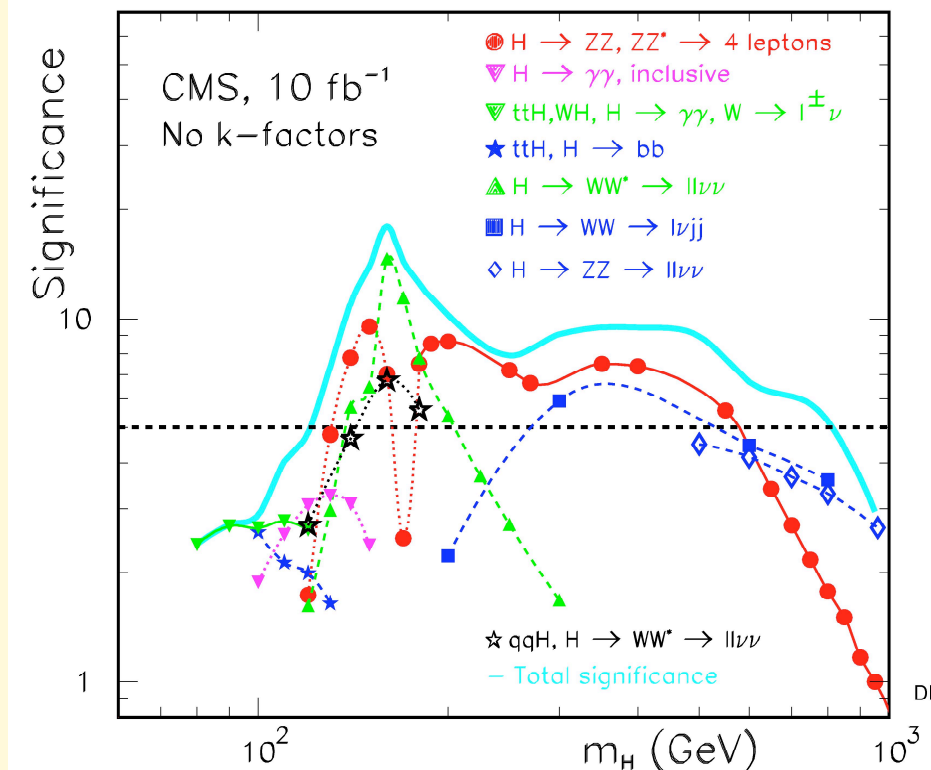 H → ZZ, ZZ* → 4 leptons
H → γγ, inclusive
ttH,WH, H → γγ, W → l± ν
ttH, H → bb
H → WW* → llνν
H → WW → lνjj
H → ZZ → llνν
CMS, 10 fb⁻¹
No k-factors
Significance
10
1
qqH, H → WW* → llνν
– Total significance
10²
m_H (GeV)
10³